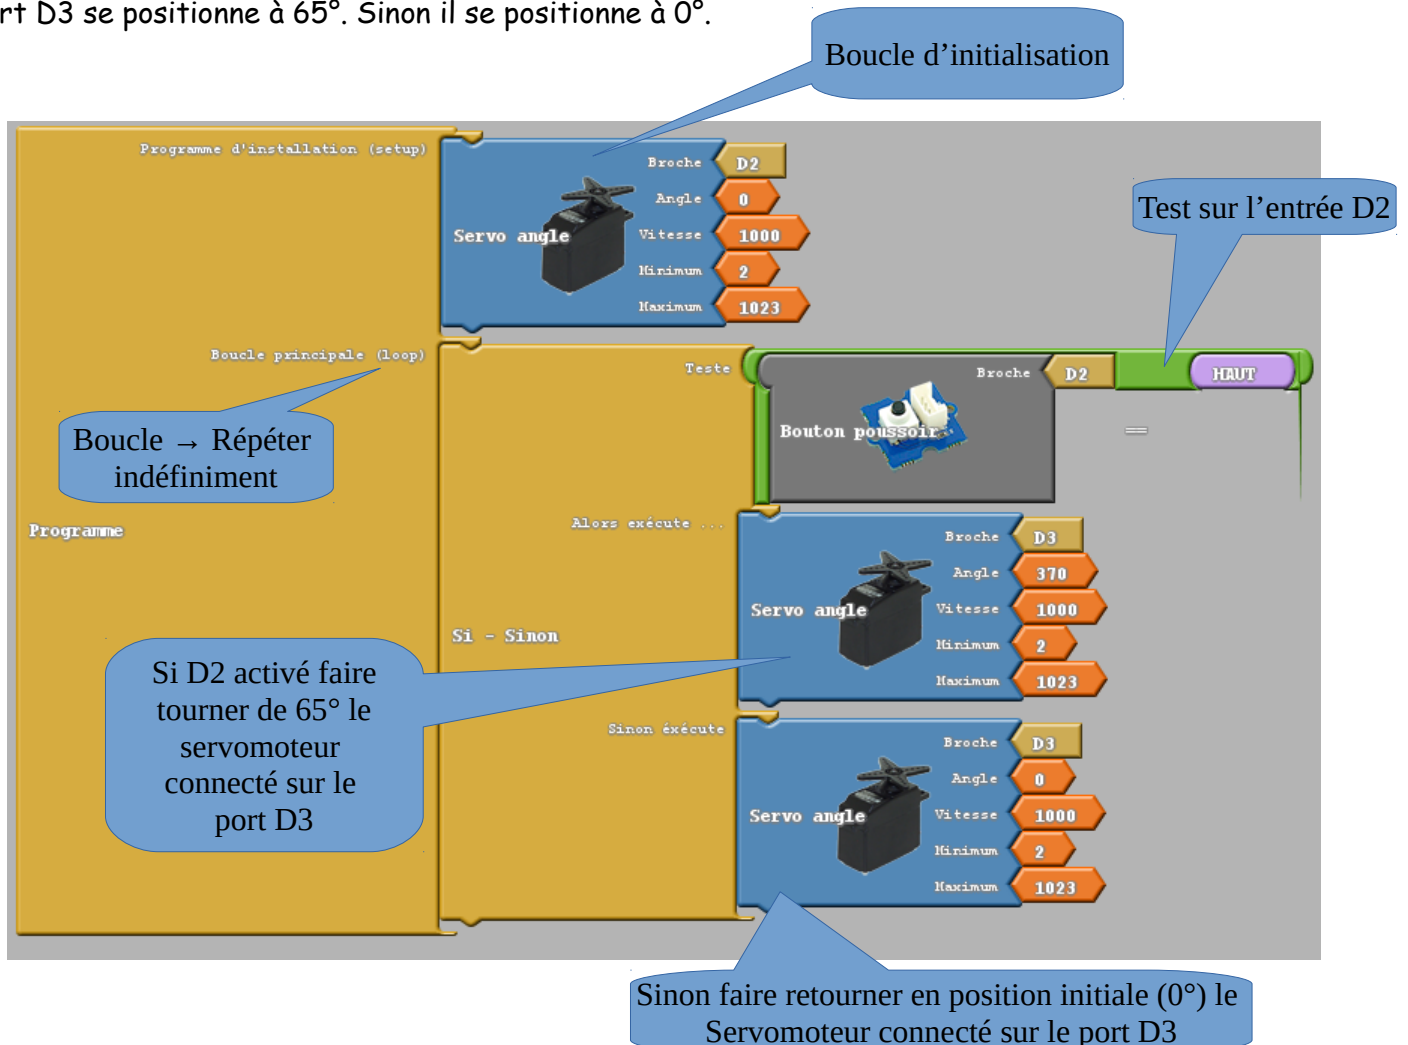 rt D3 se positionne à 65°. Sinon il se positionne à 0°.
Boucle d’initialisation
Programme d'installation (setup)
Servo angle
Broche D2
Angle 0
Vitesse 1000
Minimum 2
Maximum 1023
Test sur l’entrée D2
Boucle principale (loop)
Teste
Broche D2
HAUT
Bouton poussoir
==
Boucle → Répéter
indéfiniment
Programme
Si - Sinon
Alors exécute ...
Servo angle
Broche D3
Angle 370
Vitesse 1000
Minimum 2
Maximum 1023
Si D2 activé faire
tourner de 65° le
servomoteur
connecté sur le
port D3
Sinon éxécute
Servo angle
Broche D3
Angle 0
Vitesse 1000
Minimum 2
Maximum 1023
Sinon faire retourner en position initiale (0°) le
Servomoteur connecté sur le port D3